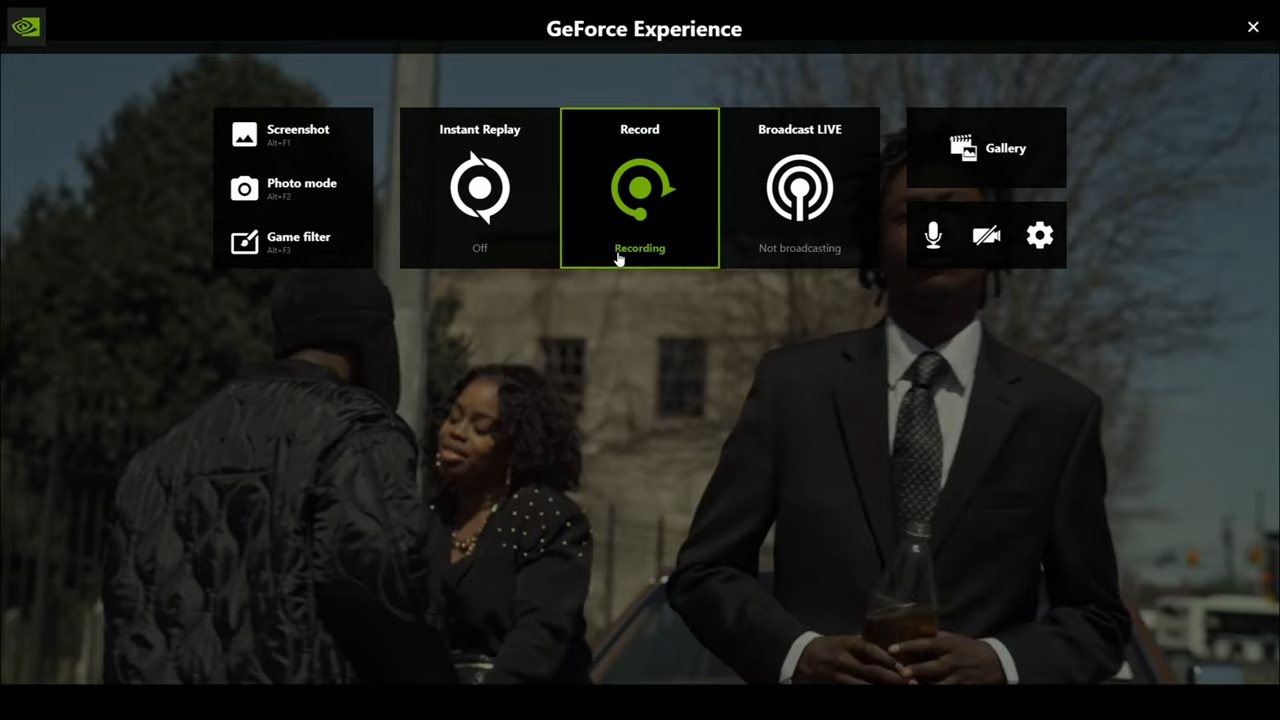 GeForce Experience
Screenshot
Alt+F1
Photo mode
Alt+F2
Game filter
Alt+F3
Instant Replay
Off
Record
Recording
Broadcast LIVE
Not broadcasting
Gallery